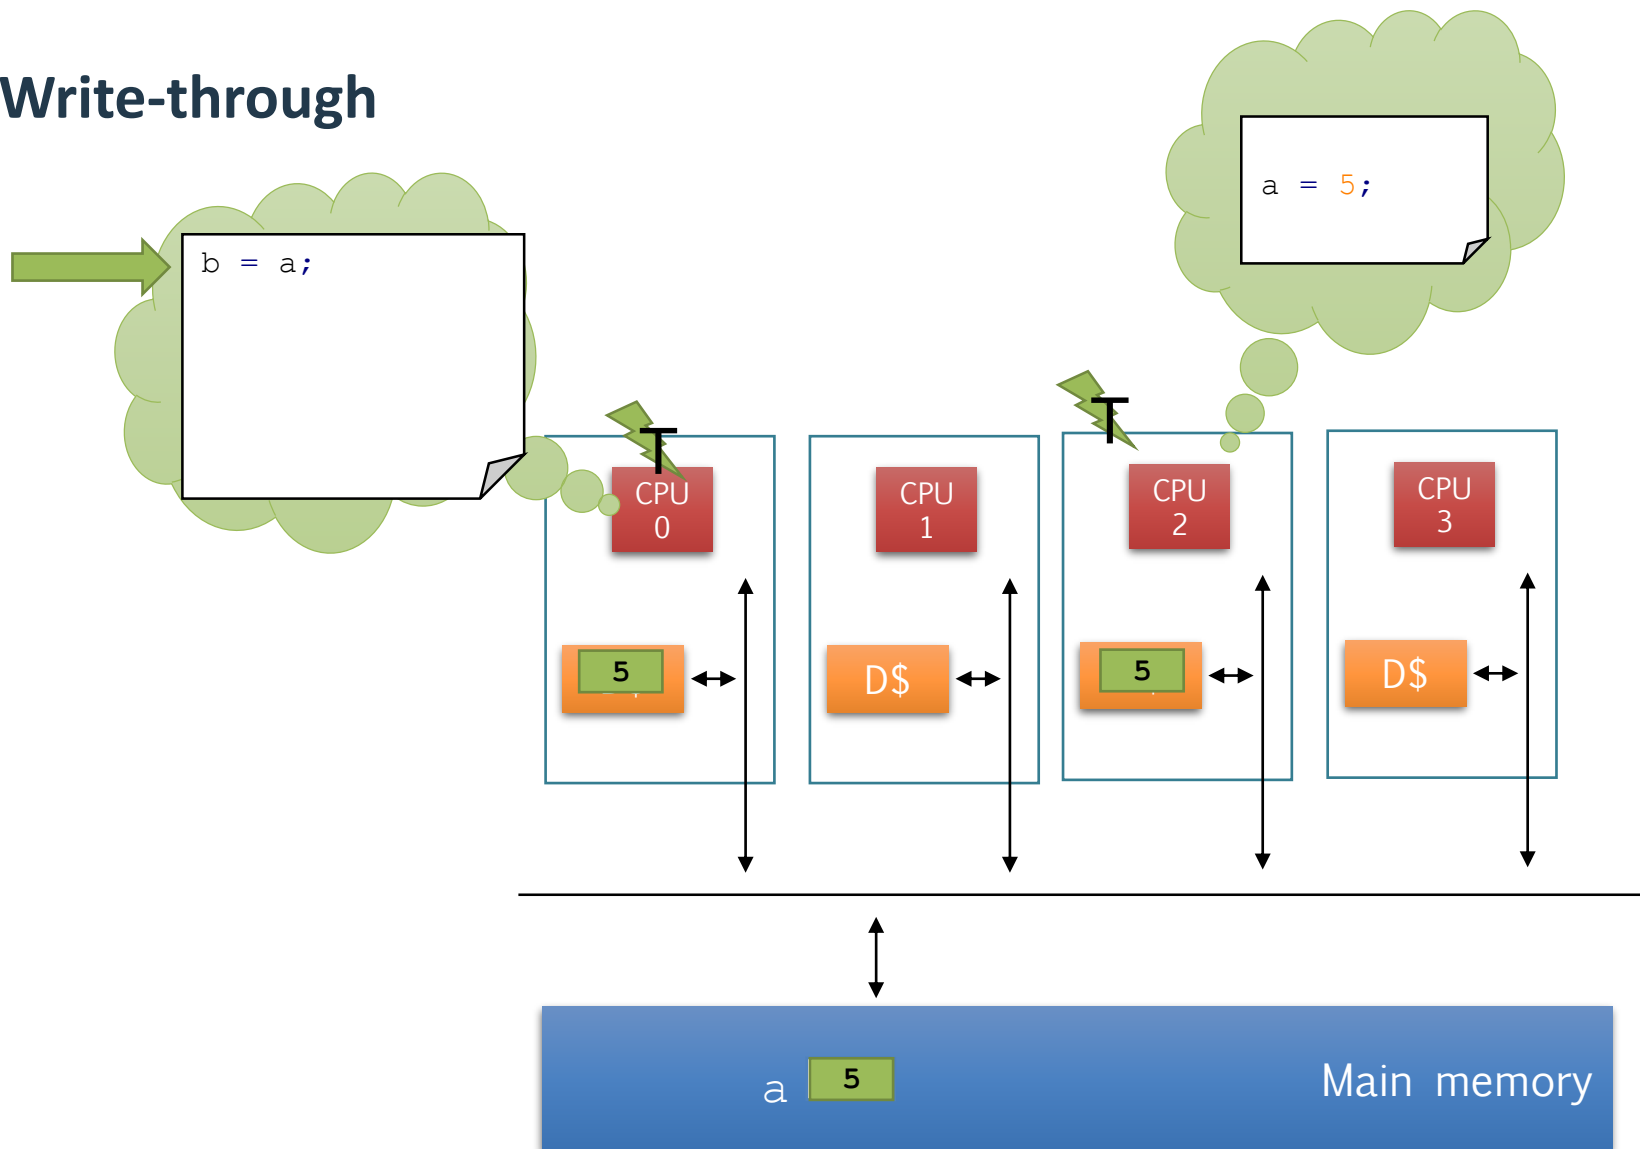 Write-through
a = 5;
b = a;
T
T
CPU
0
CPU
1
CPU
2
CPU
3
5
D$
5
D$
a
5
Main memory